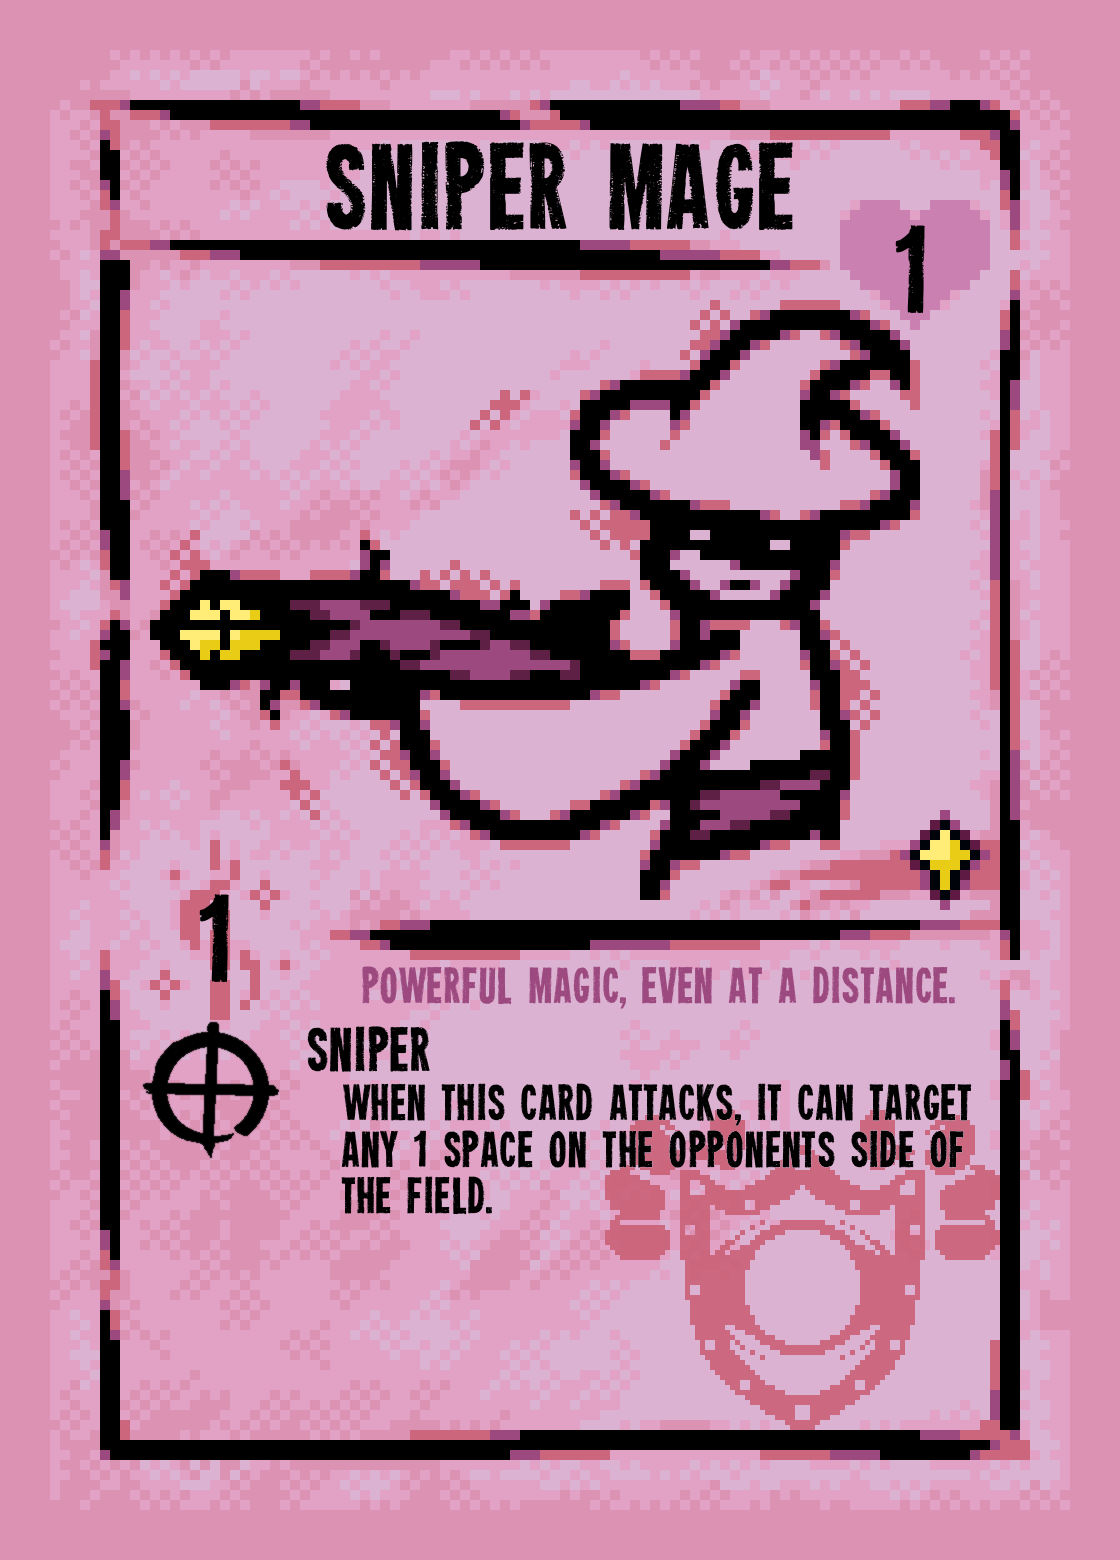 SNIPER MAGE
1
1
POWERFUL MAGIC, EVEN AT A DISTANCE.
SNIPER
WHEN THIS CARD ATTACKS, IT CAN TARGET
ANY 1 SPACE ON THE OPPONENTS SIDE OF
THE FIELD.